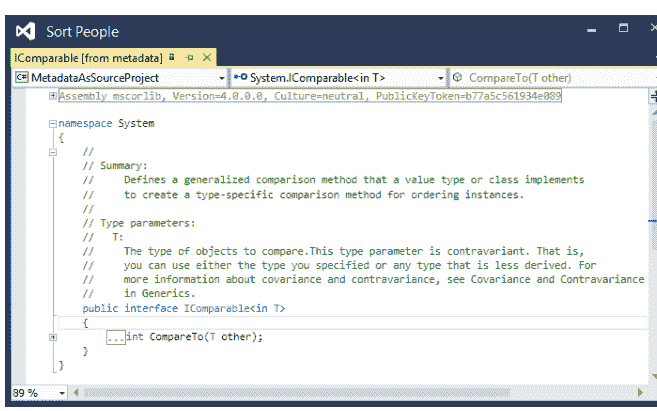 Sort People
IComparable [from metadata]
C# MetadataAsSourceProject System.IComparable<in T> CompareTo(T other)
Assembly mscorlib, Version=4.0.0.0, Culture=neutral, PublicKeyToken=b77a5c561934e089
namespace System
{
//
// Summary:
// Defines a generalized comparison method that a value type or class implements
// to create a type-specific comparison method for ordering instances.
//
// Type parameters:
// T:
// The type of objects to compare.This type parameter is contravariant. That is,
// you can use either the type you specified or any type that is less derived. For
// more information about covariance and contravariance, see Covariance and Contravariance
// in Generics.
public interface IComparable<in T>
{
...int CompareTo(T other);
}
}
89 %